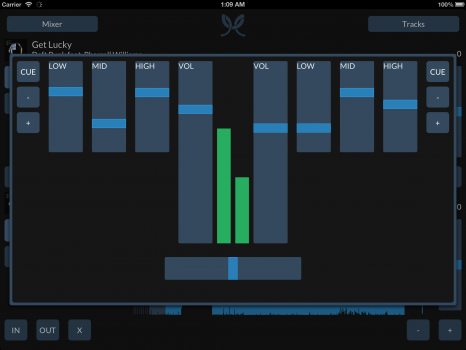 Carrier 1:09 AM 100%
Mixer Tracks
Get Lucky
CUE LOW MID HIGH VOL VOL LOW MID HIGH CUE
- -
+ +
IN OUT X - +